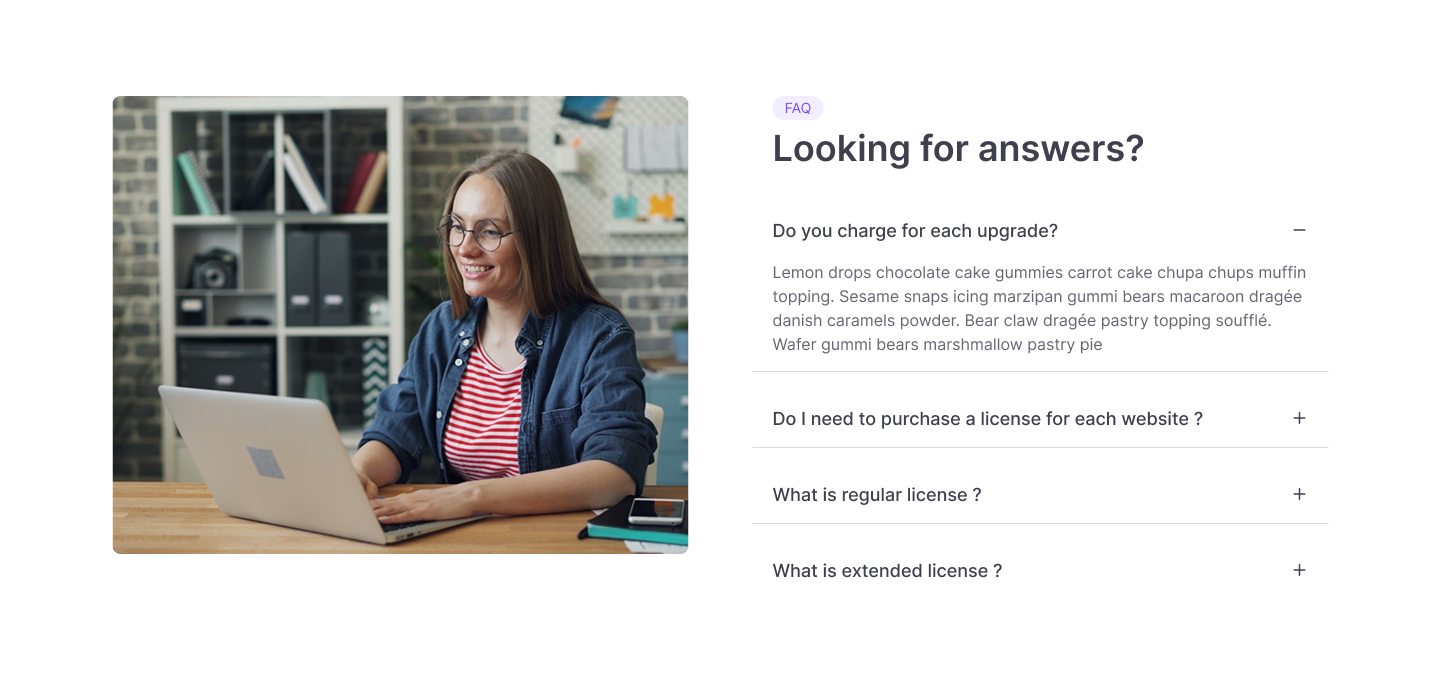 FAQ
Looking for answers?
Do you charge for each upgrade?
Lemon drops chocolate cake gummies carrot cake chupa chups muffin
topping. Sesame snaps icing marzipan gummi bears macaroon dragée
danish caramels powder. Bear claw dragée pastry topping soufflé.
Wafer gummi bears marshmallow pastry pie
Do I need to purchase a license for each website ?
What is regular license ?
What is extended license ?